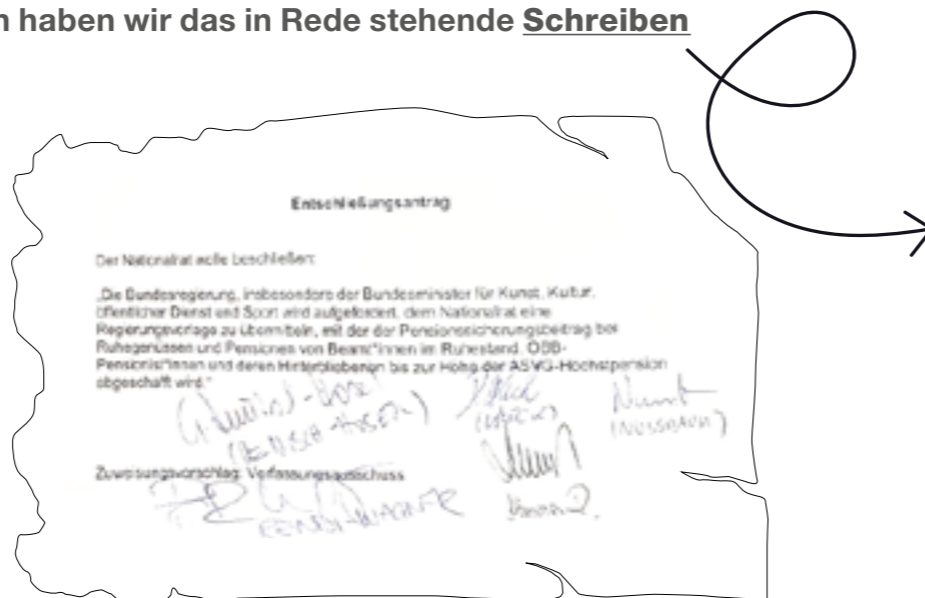 n haben wir das in Rede stehende Schreiben
Entschließungsantrag
Der Nationalrat wolle beschließen:
„Die Bundesregierung, insbesondere der Bundesminister für Kunst, Kultur,
öffentlicher Dienst und Sport wird aufgefordert, dem Nationalrat eine
Regierungsvorlage zu übermitteln, mit der der Pensionssicherungsbeitrag bei
Ruhegenüssen und Pensionen von Beamt*innen im Ruhestand, ÖBB-
Pensionist*innen und deren Hinterbliebenen bis zur Höhe der ASVG-Höchstpension
abgeschafft wird."
(NUSSBAUM)
Zuweisungsvorschlag: Verfassungsausschuss